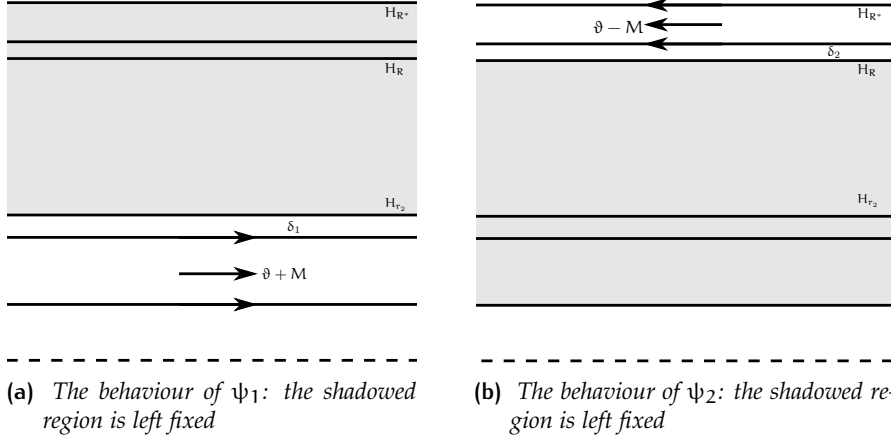 H_{R*}
H_R
H_{r_2}
δ_1
ϑ + M
(a) The behaviour of ψ_1: the shadowed
region is left fixed
H_{R*}
ϑ − M
δ_2
H_R
H_{r_2}
(b) The behaviour of ψ_2: the shadowed re-
gion is left fixed